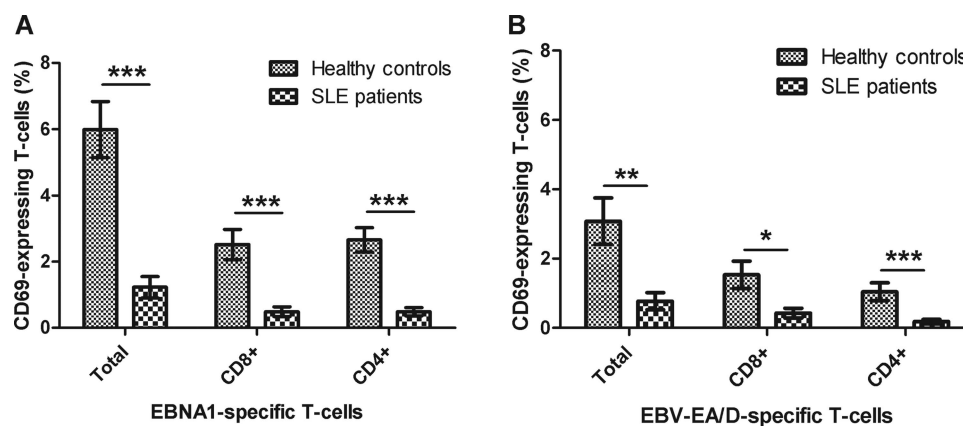 A
CD69-expressing T-cells (%)
8
6
4
2
0
***
***
***
Healthy controls
SLE patients
Total
CD8+
CD4+
EBNA1-specific T-cells
B
CD69-expressing T-cells (%)
8
6
4
2
0
**
*
***
Healthy controls
SLE patients
Total
CD8+
CD4+
EBV-EA/D-specific T-cells